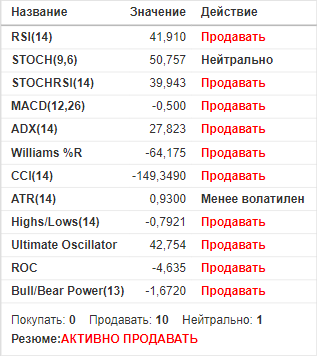 Название Значение Действие
RSI(14) 41,910 Продавать
STOCH(9,6) 50,757 Нейтрально
STOCHRSI(14) 39,943 Продавать
MACD(12,26) -0,500 Продавать
ADX(14) 27,823 Продавать
Williams %R -64,175 Продавать
CCI(14) -149,3490 Продавать
ATR(14) 0,9300 Менее волатилен
Highs/Lows(14) -0,7921 Продавать
Ultimate Oscillator 42,754 Продавать
ROC -4,635 Продавать
Bull/Bear Power(13) -1,6720 Продавать
Покупать: 0 Продавать: 10 Нейтрально: 1
Резюме:АКТИВНО ПРОДАВАТЬ